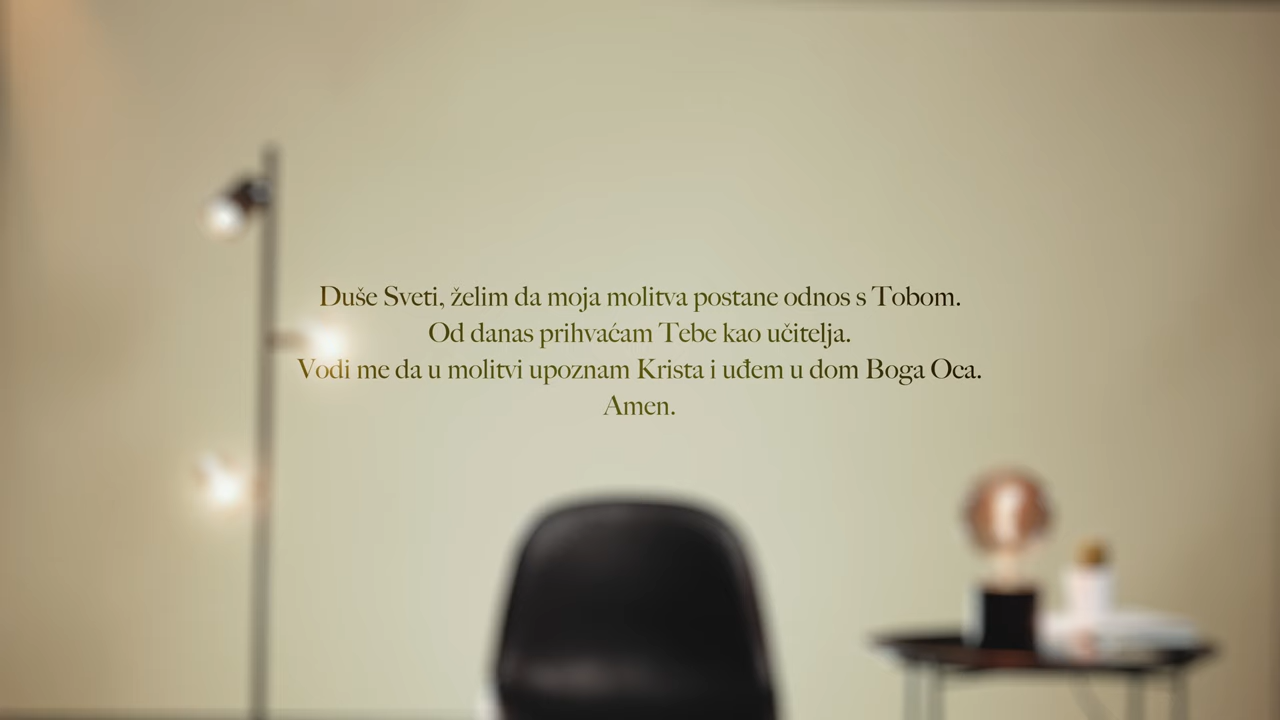 Duše Sveti, želim da moja molitva postane odnos s Tobom.
Od danas prihvaćam Tebe kao učitelja.
Vodi me da u molitvi upoznam Krista i uđem u dom Boga Oca.
Amen.